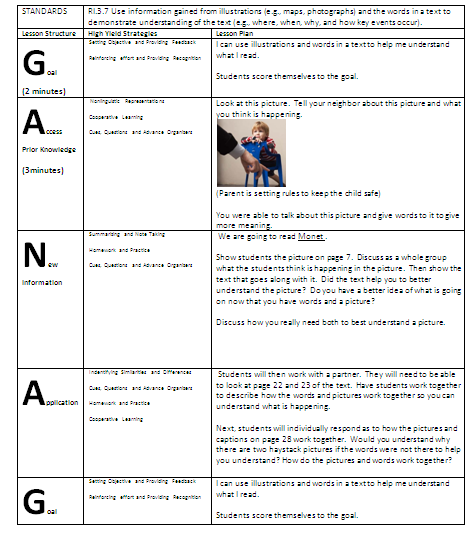 STANDARDS
RI.3.7 Use information gained from illustrations (e.g., maps, photographs) and the words in a text to
demonstrate understanding of the text (e.g., where, when, why, and how key events occur).
Lesson Structure
High Yield Strategies
Lesson Plan
Goal
(2 minutes)
Setting Objective and Providing Feedback
Reinforcing effort and Providing Recognition
I can use illustrations and words in a text to help me understand
what I read.
Students score themselves to the goal.
Access
Prior Knowledge
(3minutes)
Nonlinguistic Representations
Cooperative Learning
Cues, Questions and Advance Organizers
Look at this picture. Tell your neighbor about this picture and what
you think is happening.
(Parent is setting rules to keep the child safe)
You were able to talk about this picture and give words to it to give
more meaning.
New
Information
Summarizing and Note Taking
Homework and Practice
Cues, Questions and Advance Organizers
We are going to read Monet.
Show students the picture on page 7. Discuss as a whole group
what the students think is happening in the picture. Then show the
text that goes along with it. Did the text help you to better
understand the picture? Do you have a better idea of what is going
on now that you have words and a picture?
Discuss how you really need both to best understand a picture.
Application
Indentifying Similarities and Differences
Cues, Questions and Advance Organizers
Homework and Practice
Cooperative Learning
Students will then work with a partner. They will need to be able
to look at page 22 and 23 of the text. Have students work together
to describe how the words and pictures work together so you can
understand what is happening.
Next, students will individually respond as to how the pictures and
captions on page 28 work together. Would you understand why
there are two haystack pictures if the words were not there to help
you understand? How do the pictures and words work together?
Goal
Setting Objective and Providing Feedback
Reinforcing effort and Providing Recognition
I can use illustrations and words in a text to help me understand
what I read.
Students score themselves to the goal.